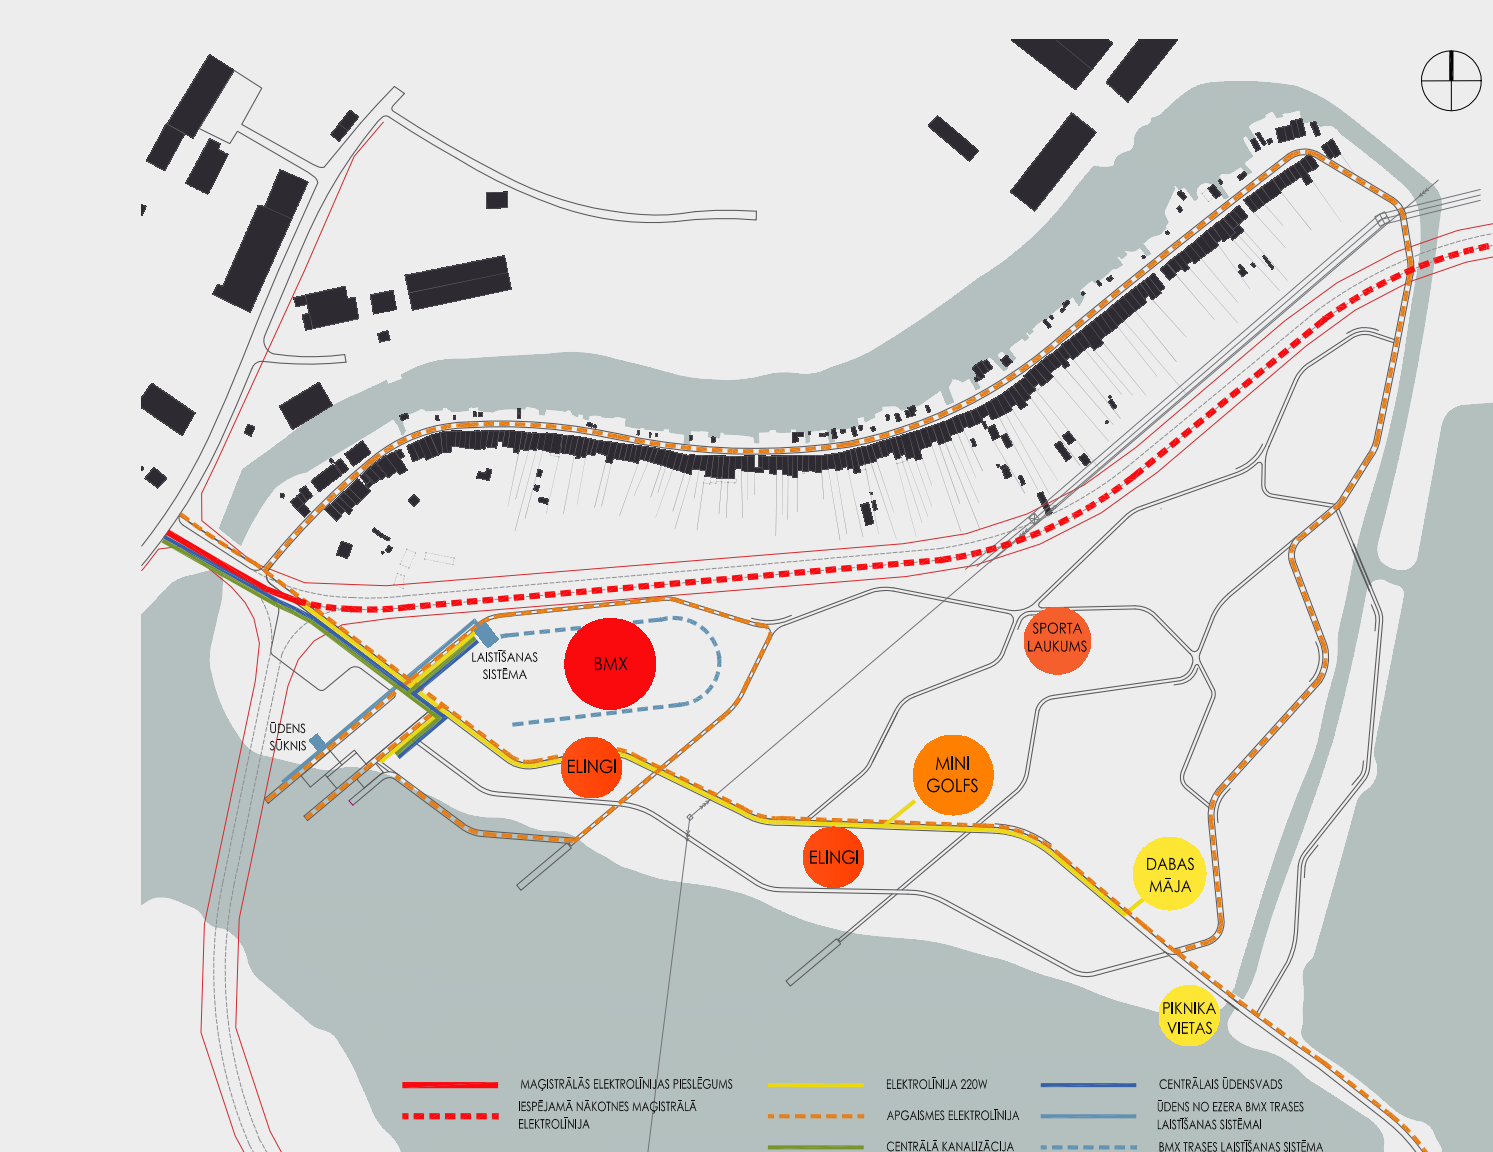 SPORTA
LAUKUMS
BMX
LAISTĪŠANAS
SISTĒMA
ŪDENS
SŪKNIS
ELINGI
MINI
GOLFS
ELINGI
DABAS
MĀJA
PIKNIKA
VIETAS
MAĢISTRĀLĀS ELEKTROLĪNIJAS PIESLĒGUMS
IESPĒJAMĀ NĀKOTNES MAĢISTRĀLĀ
ELEKTROLĪNIJA
ELEKTROLĪNIJA 220W
APGAISMES ELEKTROLĪNIJA
CENTRĀLĀ KANALIZĀCIJA
CENTRĀLAIS ŪDENSVADS
ŪDENS NO EZERA BMX TRASES
LAISTĪŠANAS SISTĒMAI
BMX TRASES LAISTĪŠANAS SISTĒMA